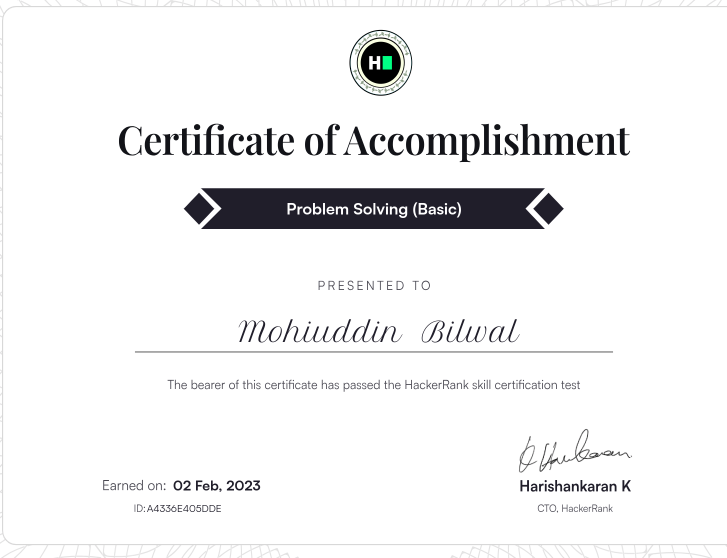 H
Certificate of Accomplishment
Problem Solving (Basic)
PRESENTED TO
Mohiuddin Bilwal
The bearer of this certificate has passed the HackerRank skill certification test
Earned on: 02 Feb, 2023
ID:A4336E405DDE
Harishankaran K
CTO, HackerRank